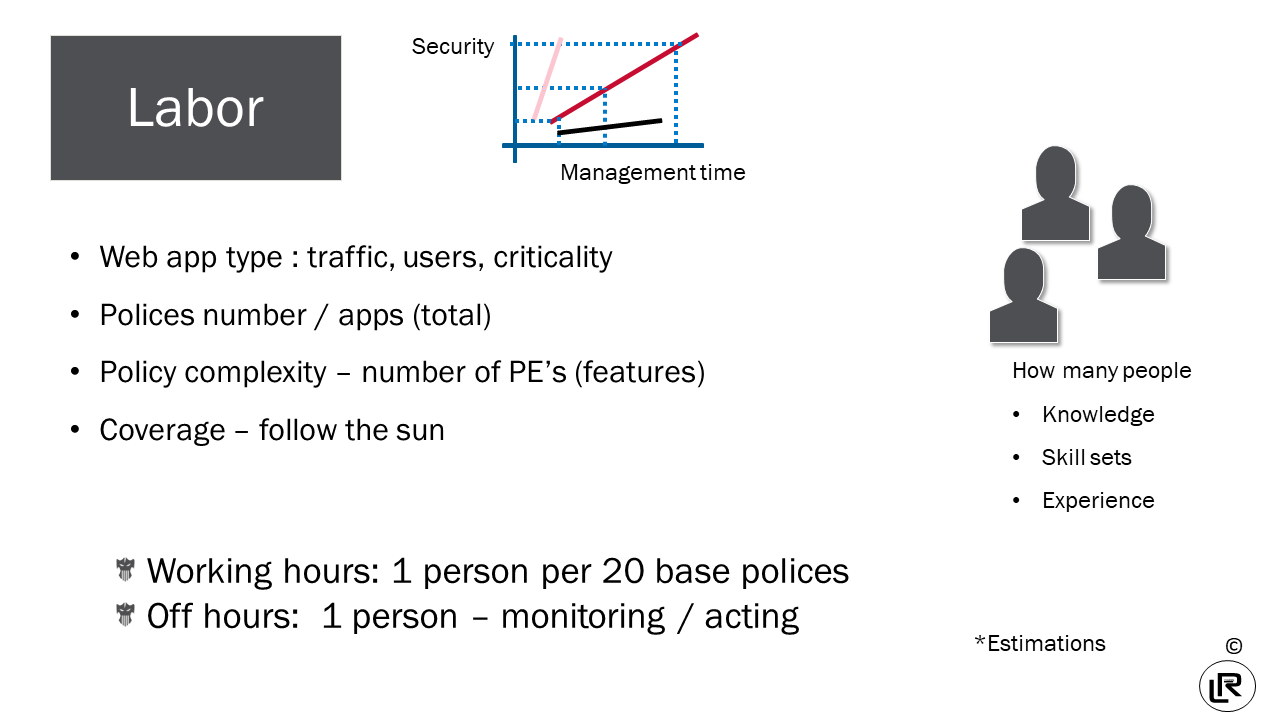 Labor
Security
Management time
• Web app type : traffic, users, criticality
• Polices number / apps (total)
• Policy complexity – number of PE’s (features)
• Coverage – follow the sun
How many people
• Knowledge
• Skill sets
• Experience
Working hours: 1 person per 20 base polices
Off hours:  1 person – monitoring / acting
*Estimations
©
LR